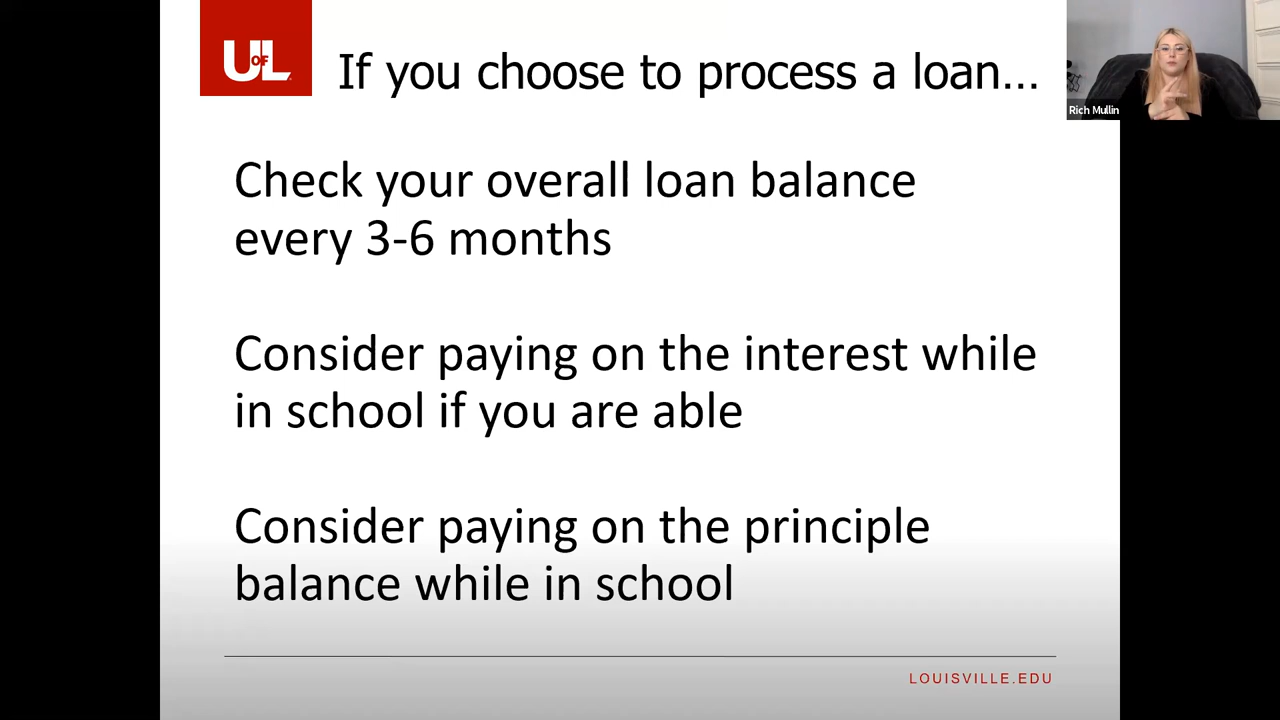 UOFL
If you choose to process a loan...
Rich Mullin
Check your overall loan balance
every 3-6 months
Consider paying on the interest while
in school if you are able
Consider paying on the principle
balance while in school
LOUISVILLE.EDU